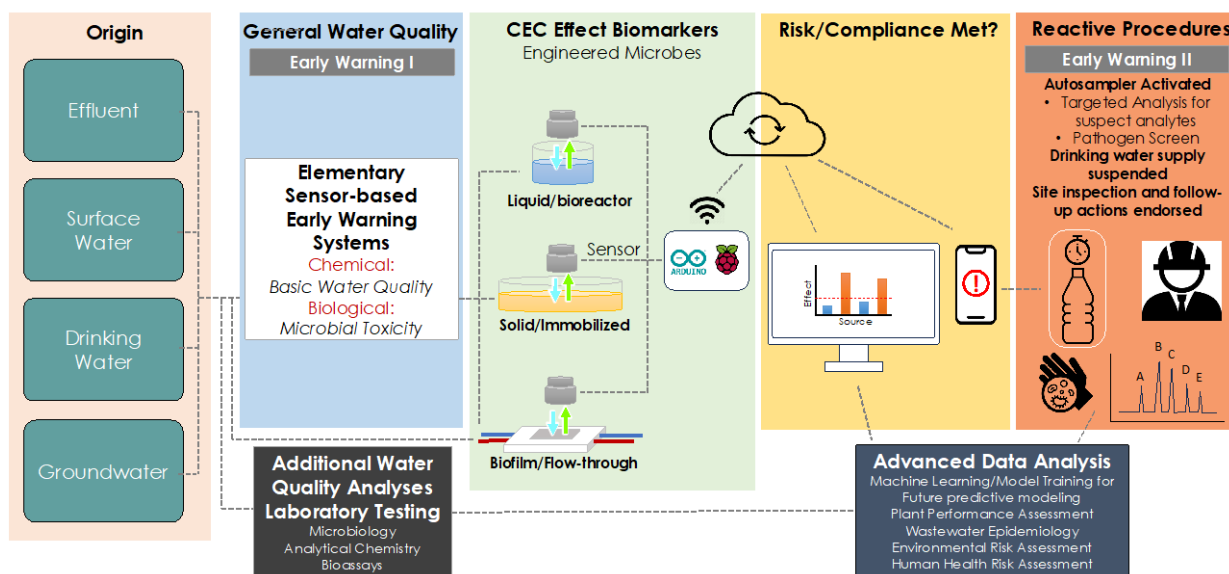 Origin
Effluent
Surface
Water
Drinking
Water
Groundwater
General Water Quality
Early Warning I
Elementary
Sensor-based
Early Warning
Systems
Chemical:
Basic Water Quality
Biological:
Microbial Toxicity
Additional Water
Quality Analyses
Laboratory Testing
Microbiology
Analytical Chemistry
Bioassays
CEC Effect Biomarkers
Engineered Microbes
Liquid/bioreactor
Sensor
Solid/Immobilized
Biofilm/Flow-through
ARDUINO
Risk/Compliance Met?
Effect
Source
Reactive Procedures
Early Warning II
Autosampler Activated
• Targeted Analysis for
suspect analytes
• Pathogen Screen
Drinking water supply
suspended
Site inspection and follow-
up actions endorsed
A B C D E
Advanced Data Analysis
Machine Learning/Model Training for
Future predictive modeling
Plant Performance Assessment
Wastewater Epidemiology
Environmental Risk Assessment
Human Health Risk Assessment